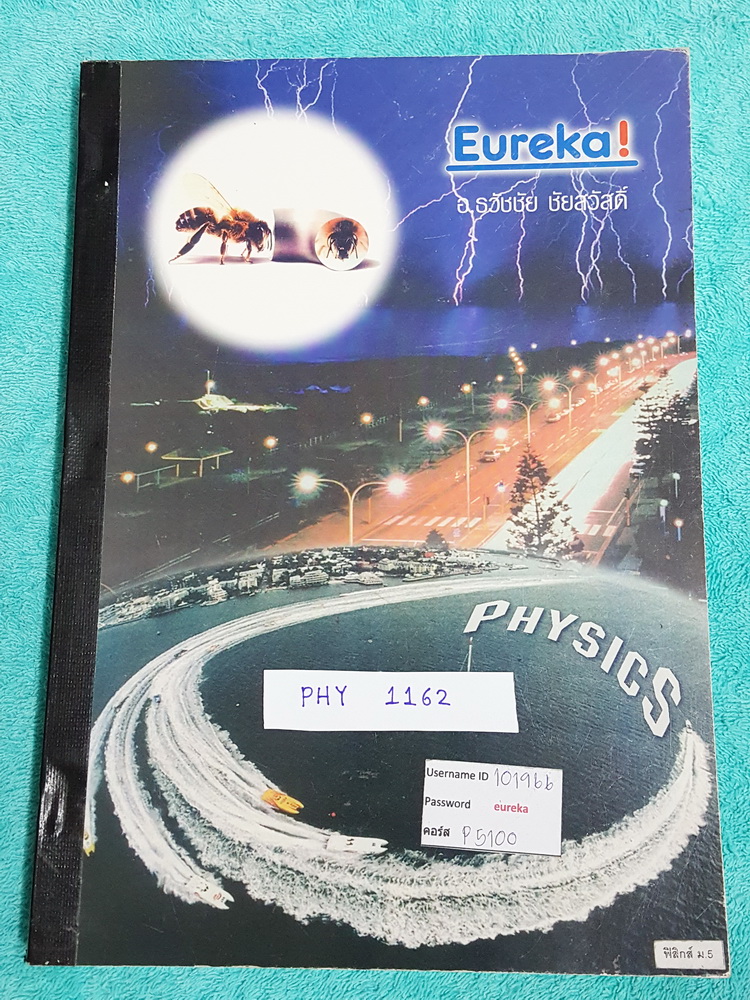 Eureka!
อ.ธวัชชัย ชัยสวัสดิ์
PHYSICS
PHY 1162
Username ID 101966
Password eureka
คอร์ส P5100
ฟิสิกส์ ม.5